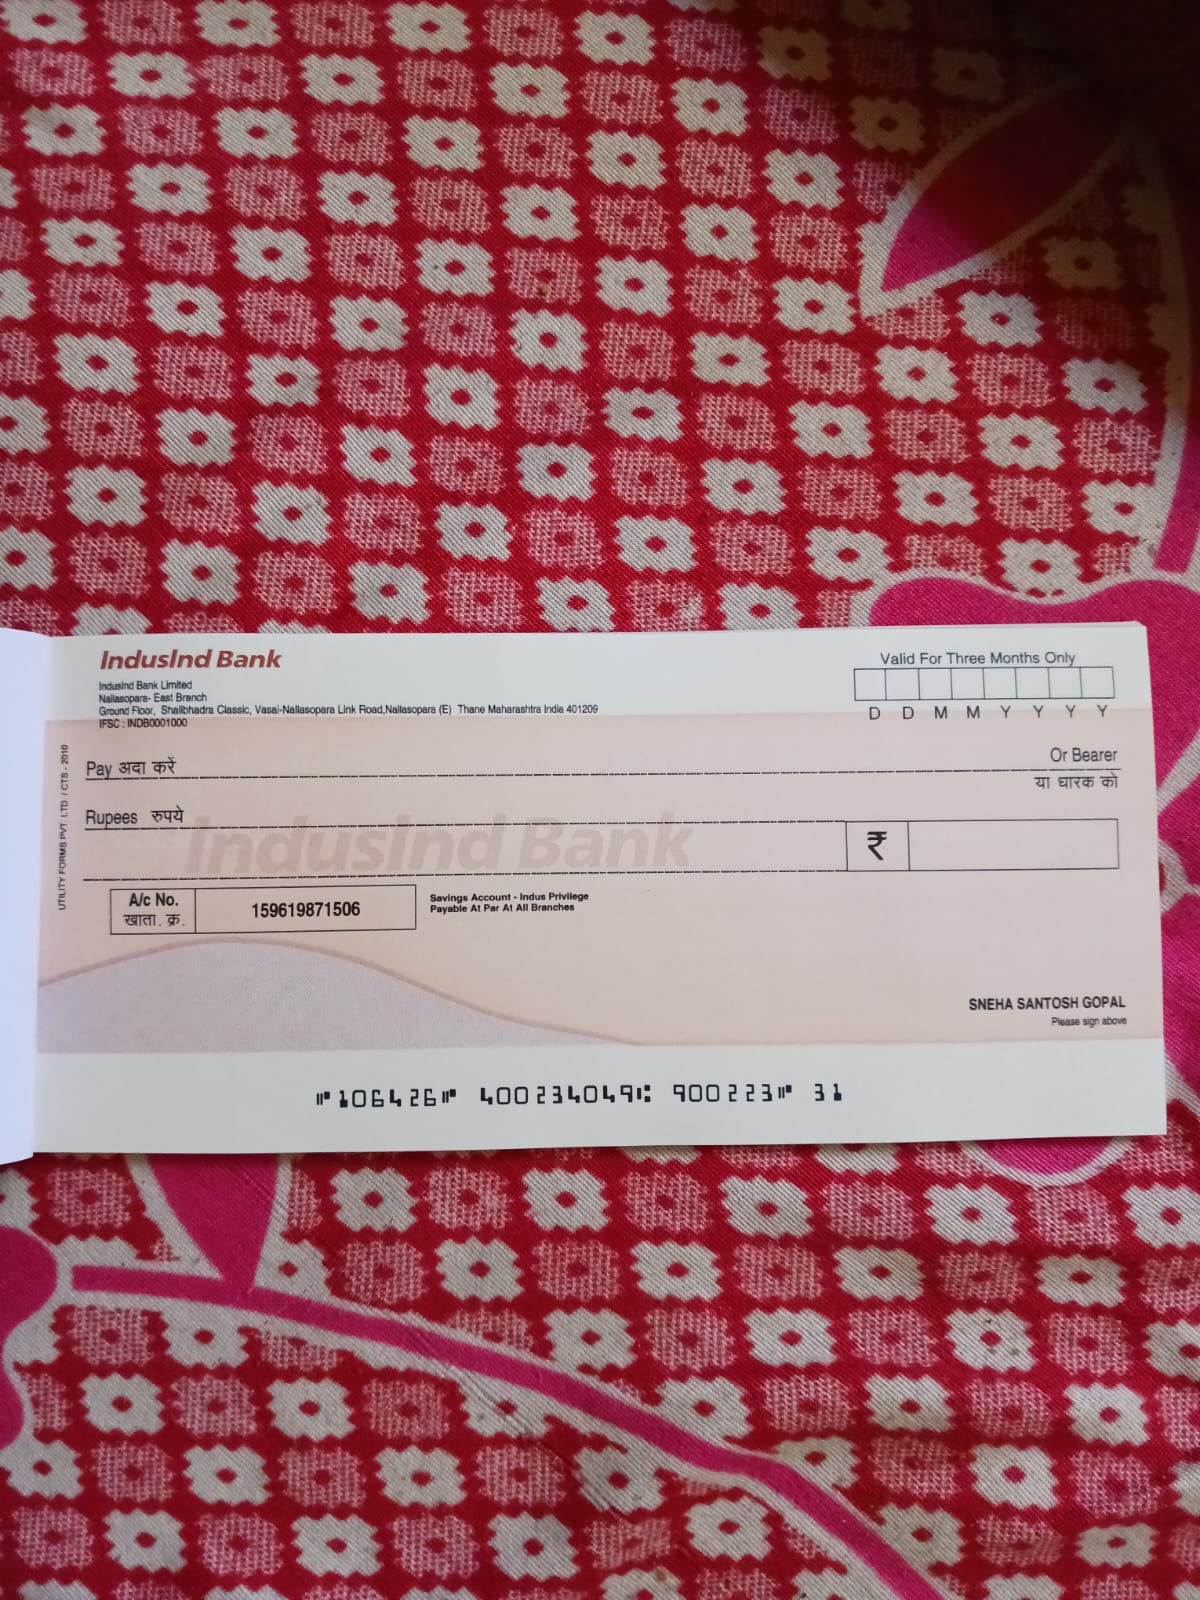 IndusInd Bank
IndusInd Bank Limited
Nallasopara- East Branch
Ground Floor, Shalibhadra Classic, Vasai-Nallasopara Link Road,Nallasopara (E) Thane Maharashtra India 401209
IFSC : INDB0001000
Valid For Three Months Only
D D M M Y Y Y Y
Pay अदा करें
Or Bearer
या धारक को
Rupees रुपये
IndusInd Bank
₹
A/c No.
खाता. क्र.
159619871506
Savings Account - Indus Privilege
Payable At Par At All Branches
UTILITY FORMS PVT. LTD / CTS - 2010
SNEHA SANTOSH GOPAL
Please sign above
⑈106426⑈ 400234049⑆ 900223⑈ 31